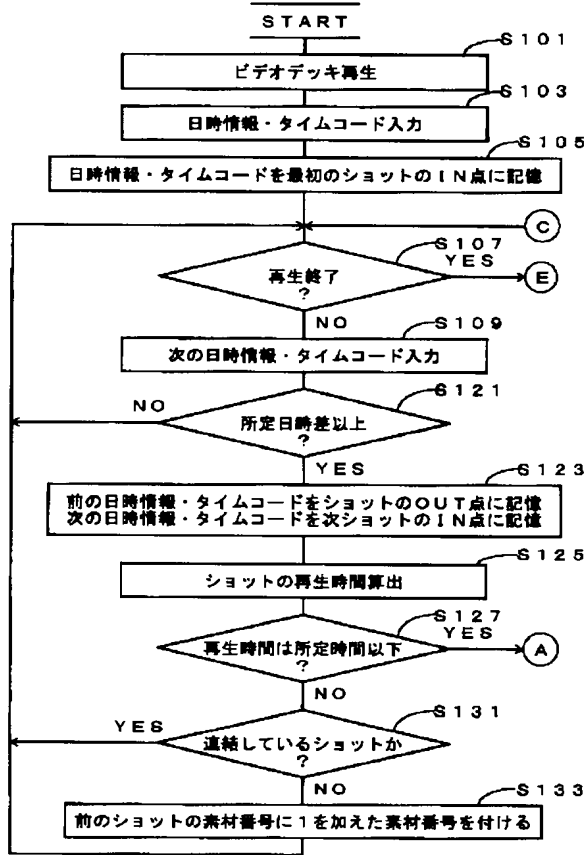 START
S101
ビデオデッキ再生
S103
日時情報・タイムコード入力
S105
日時情報・タイムコードを最初のショットのIN点に記憶
C
S107
再生終了
?
YES
E
NO
S109
次の日時情報・タイムコード入力
S121
所定日時差以上
?
NO
YES
S123
前の日時情報・タイムコードをショットのOUT点に記憶
次の日時情報・タイムコードを次ショットのIN点に記憶
S125
ショットの再生時間算出
S127
再生時間は所定時間以下
?
YES
A
NO
S131
連結しているショットか
?
YES
NO
S133
前のショットの素材番号に1を加えた素材番号を付ける